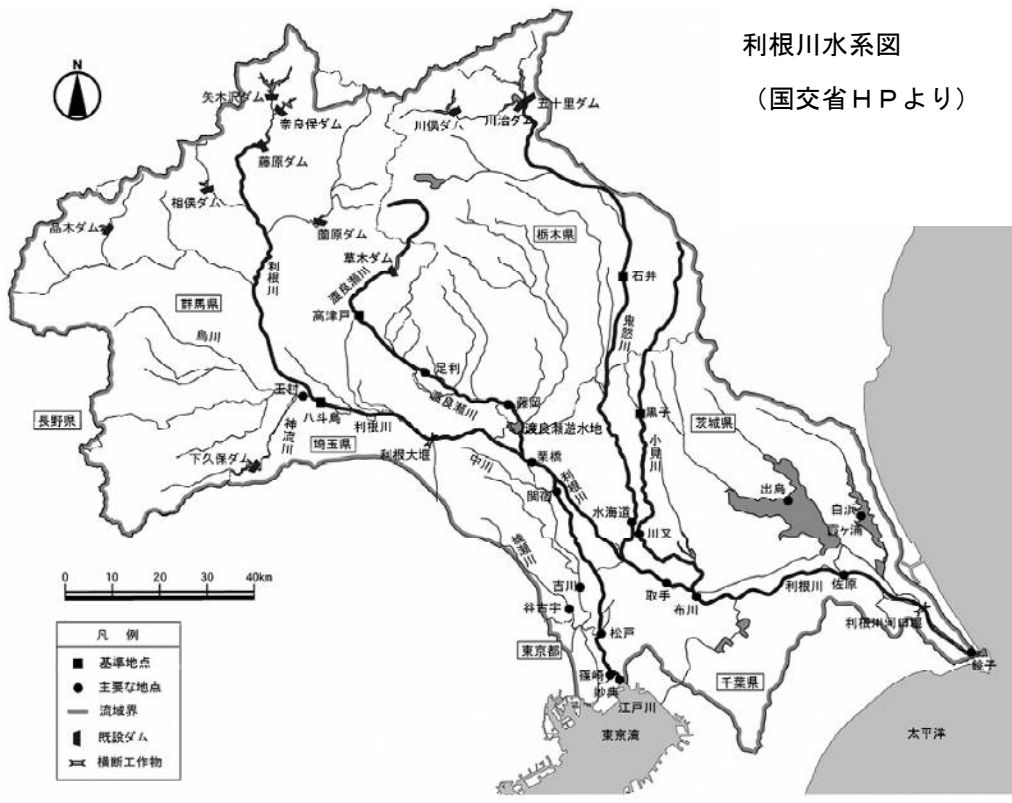 利根川水系図
（国交省ＨＰより）
N
矢木沢ダム
奈良俣ダム
藤原ダム
相俣ダム
品木ダム
薗原ダム
草木ダム
川俣ダム
川治ダム
五十里ダム
栃木県
石井
利根川
渡良瀬川
高津戸
群馬県
烏川
鬼怒川
足利
渡良瀬川
藤岡
黒子
茨城県
長野県
玉村
八斗島
利根川
埼玉県
神流川
下久保ダム
利根大堰
渡良瀬遊水地
栗橋
中川
関宿
利根川
小貝川
水海道
川又
出島
白浜
霞ヶ浦
綾瀬川
吉川
谷古宇
取手
布川
利根川
佐原
利根川河口堰
銚子
松戸
東京都
篠崎
妙典
江戸川
千葉県
東京湾
太平洋
0 10 20 30 40km
凡 例
基準地点
主要な地点
流域界
既設ダム
横断工作物